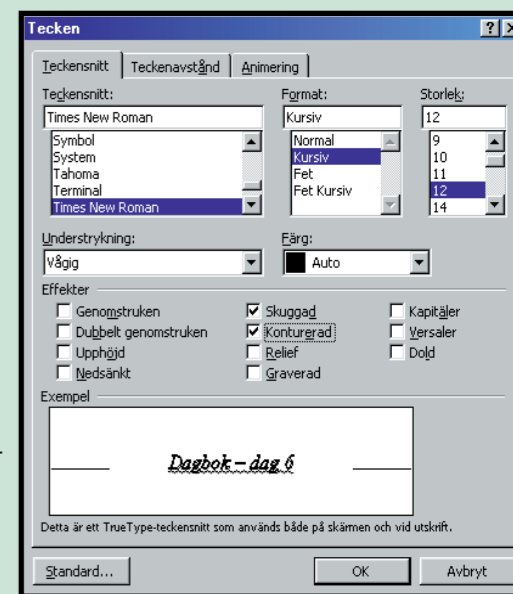 Tecken
Teckensnitt Teckenavstånd Animering
Teckensnitt: Format: Storlek:
Times New Roman Kursiv 12
Symbol Normal 9
System Kursiv 10
Tahoma Fet 11
Terminal Fet Kursiv 12
Times New Roman 14
Understrykning: Färg:
Vågig Auto
Effekter
Genomstruken Skuggad Kapitäler
Dubbelt genomstruken Konturerad Versaler
Upphöjd Relief Dold
Nedsänkt Graverad
Exempel
Dagbok – dag 6
Detta är ett TrueType-teckensnitt som används både på skärmen och vid utskrift.
Standard... OK Avbryt